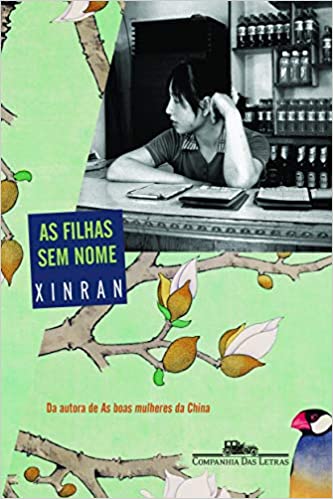 AS FILHAS
SEM NOME
XINRAN
Da autora de As boas mulheres da China
COMPANHIA DAS LETRAS